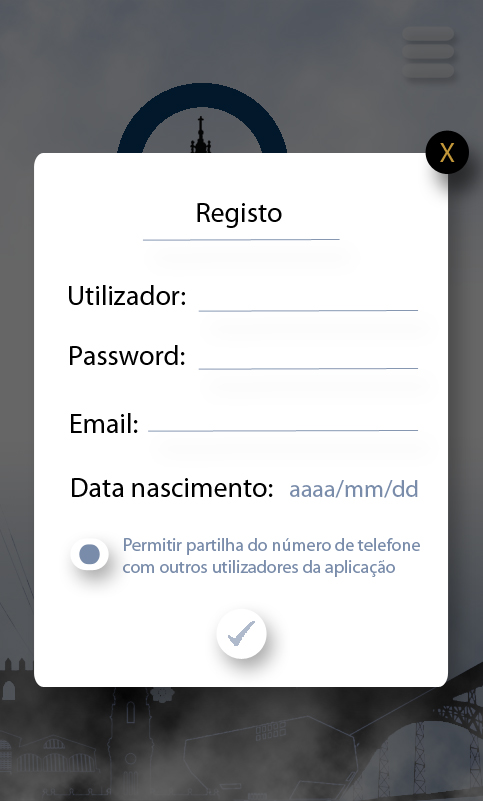 X
Registo
Utilizador:
Password:
Email:
Data nascimento: aaaa/mm/dd
Permitir partilha do número de telefone
com outros utilizadores da aplicação